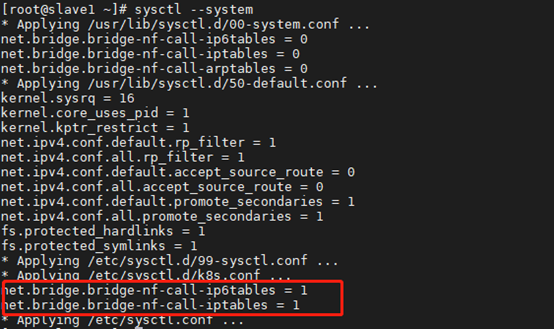 [root@slave1 ~]# sysctl --system
* Applying /usr/lib/sysctl.d/00-system.conf ...
net.bridge.bridge-nf-call-ip6tables = 0
net.bridge.bridge-nf-call-iptables = 0
net.bridge.bridge-nf-call-arptables = 0
* Applying /usr/lib/sysctl.d/50-default.conf ...
kernel.sysrq = 16
kernel.core_uses_pid = 1
kernel.kptr_restrict = 1
net.ipv4.conf.default.rp_filter = 1
net.ipv4.conf.all.rp_filter = 1
net.ipv4.conf.default.accept_source_route = 0
net.ipv4.conf.all.accept_source_route = 0
net.ipv4.conf.default.promote_secondaries = 1
net.ipv4.conf.all.promote_secondaries = 1
fs.protected_hardlinks = 1
fs.protected_symlinks = 1
* Applying /etc/sysctl.d/99-sysctl.conf ...
* Applying /etc/sysctl.d/k8s.conf ...
net.bridge.bridge-nf-call-ip6tables = 1
net.bridge.bridge-nf-call-iptables = 1
* Applying /etc/sysctl.conf ...